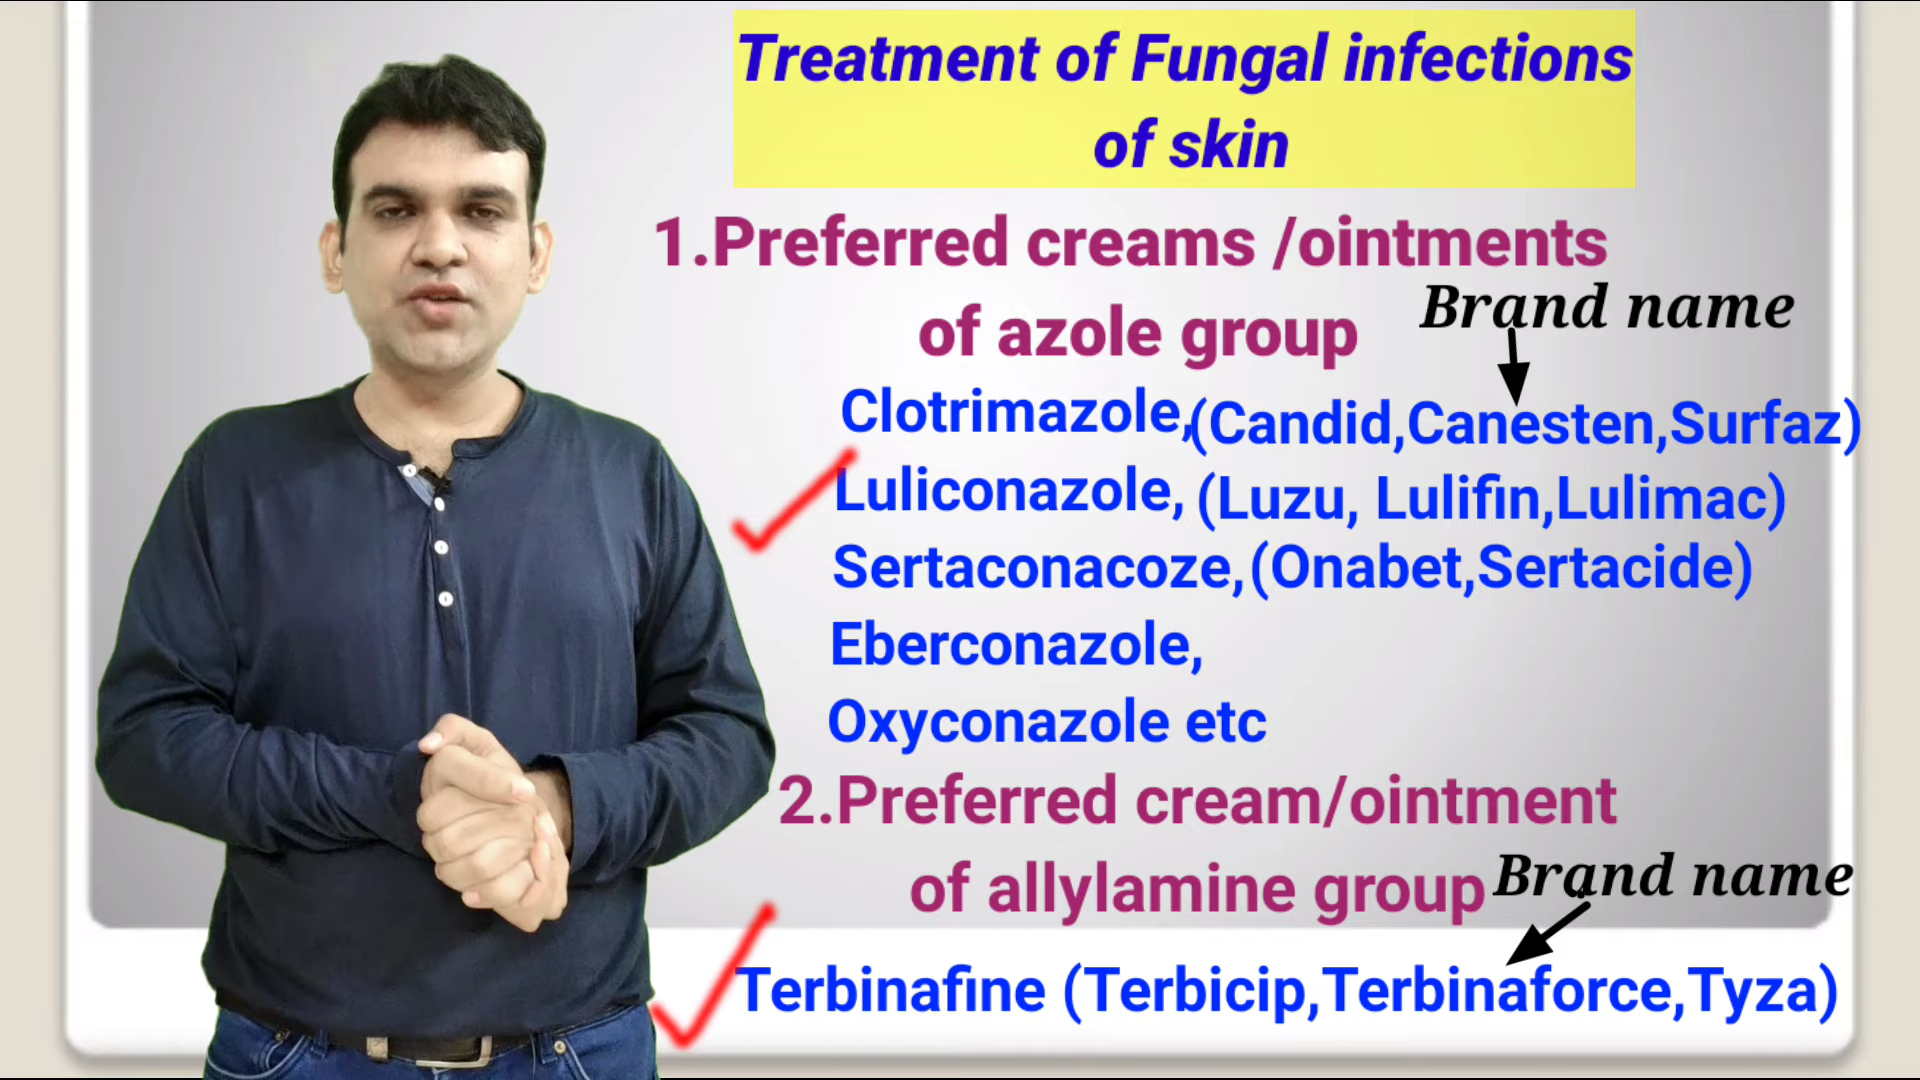 Treatment of Fungal infections
of skin
1.Preferred creams /ointments
of azole group
Brand name
Clotrimazole,(Candid,Canesten,Surfaz)
Luliconazole, (Luzu, Lulifin,Lulimac)
Sertaconacoze,(Onabet,Sertacide)
Eberconazole,
Oxyconazole etc
2.Preferred cream/ointment
of allylamine group
Brand name
Terbinafine (Terbicip,Terbinaforce,Tyza)